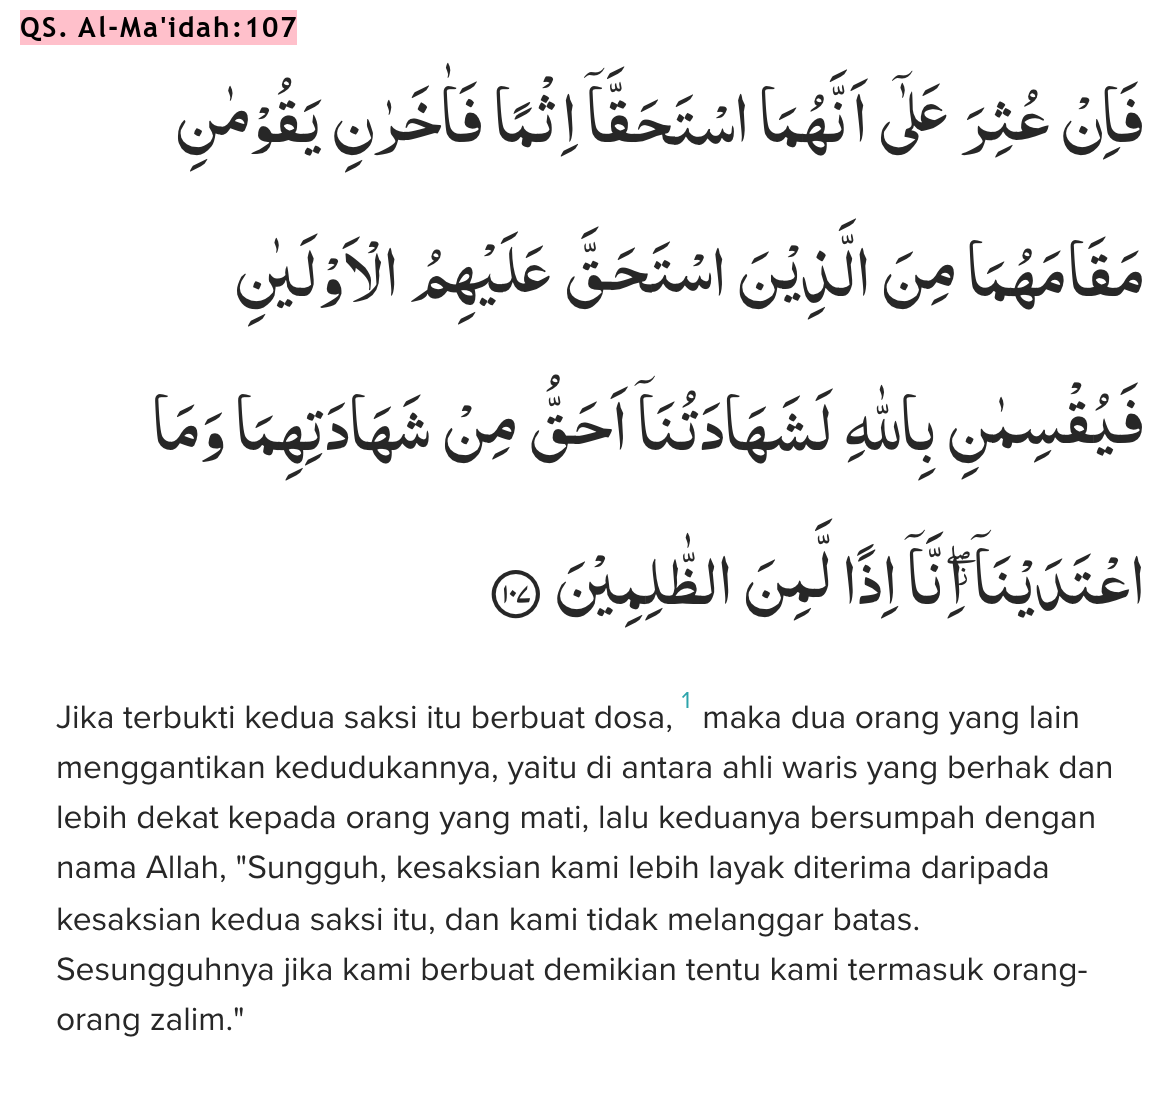 QS. Al-Ma'idah:107
فَاِنْ عُثِرَ عَلٰٓى اَنَّهُمَا اسْتَحَقَّآ اِثْمًا فَاٰخَرٰنِ يَقُوْمٰنِ
مَقَامَهُمَا مِنَ الَّذِيْنَ اسْتَحَقَّ عَلَيْهِمُ الْاَوْلَيٰنِ
فَيُقْسِمٰنِ بِاللّٰهِ لَشَهَادَتُنَآ اَحَقُّ مِنْ شَهَادَتِهِمَا وَمَا
اعْتَدَيْنَآ ۖاِنَّآ اِذًا لَّمِنَ الظّٰلِمِيْنَ ١٠٧
Jika terbukti kedua saksi itu berbuat dosa, 1 maka dua orang yang lain
menggantikan kedudukannya, yaitu di antara ahli waris yang berhak dan
lebih dekat kepada orang yang mati, lalu keduanya bersumpah dengan
nama Allah, "Sungguh, kesaksian kami lebih layak diterima daripada
kesaksian kedua saksi itu, dan kami tidak melanggar batas.
Sesungguhnya jika kami berbuat demikian tentu kami termasuk orang-
orang zalim."